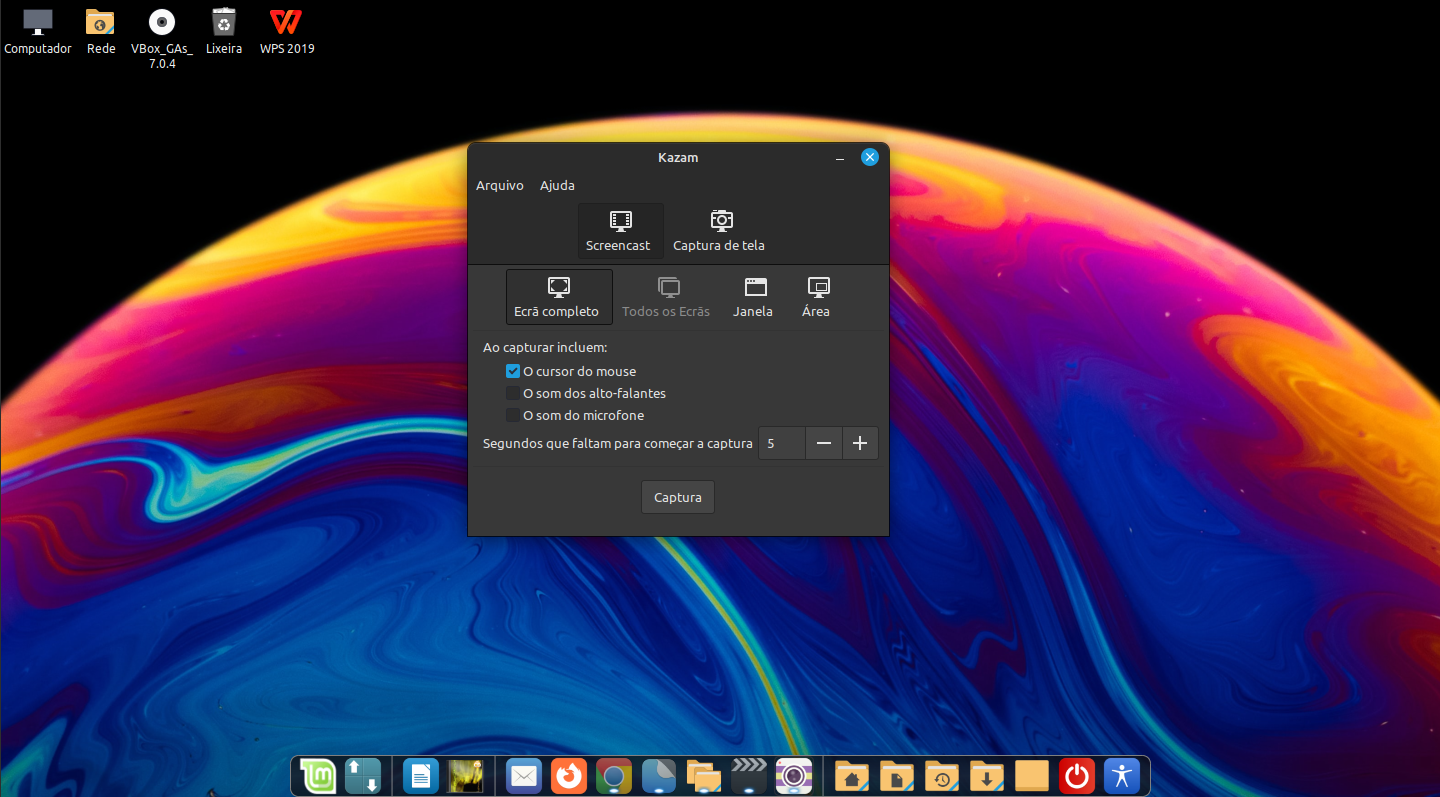 Computador
Rede
VBox_GAs_
7.0.4
Lixeira
WPS 2019
Kazam
Arquivo
Ajuda
Screencast
Captura de tela
Ecrã completo
Todos os Ecrãs
Janela
Área
Ao capturar incluem:
O cursor do mouse
O som dos alto-falantes
O som do microfone
Segundos que faltam para começar a captura
5
Captura